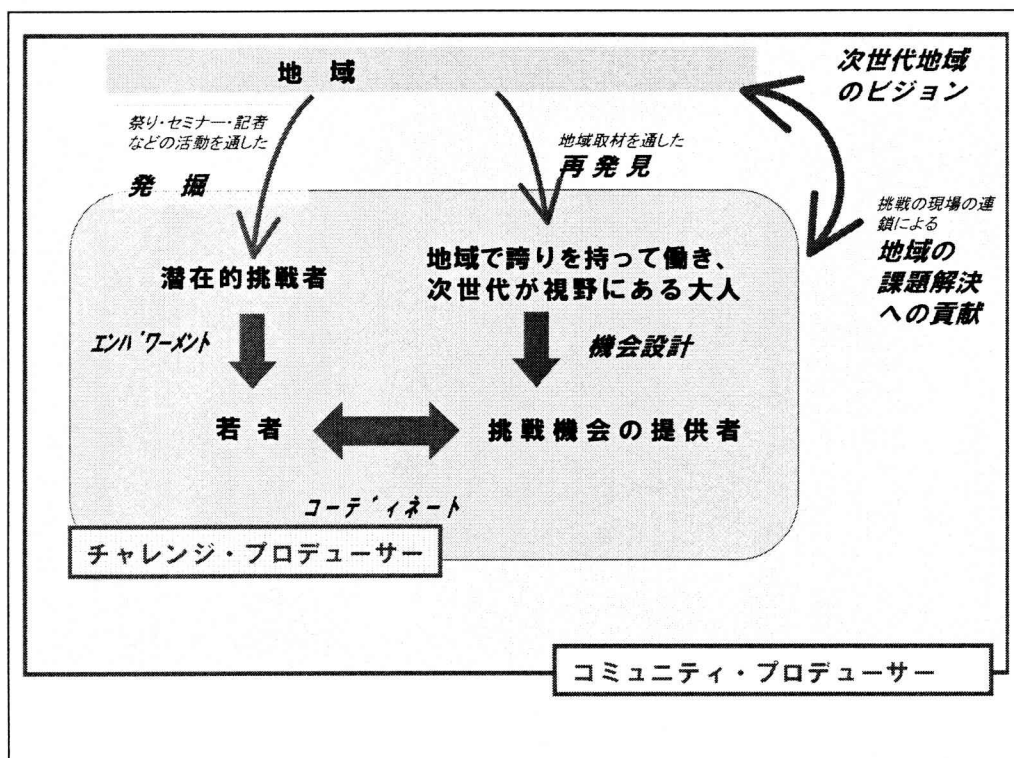 地域
次世代地域
のビジョン
祭り・セミナー・記者
などの活動を通した
発掘
地域取材を通した
再発見
挑戦の現場の連
鎖による
地域の
課題解決
への貢献
潜在的挑戦者
地域で誇りを持って働き、
次世代が視野にある大人
エンパワーメント
機会設計
若者
挑戦機会の提供者
コーディネート
チャレンジ・プロデューサー
コミュニティ・プロデューサー